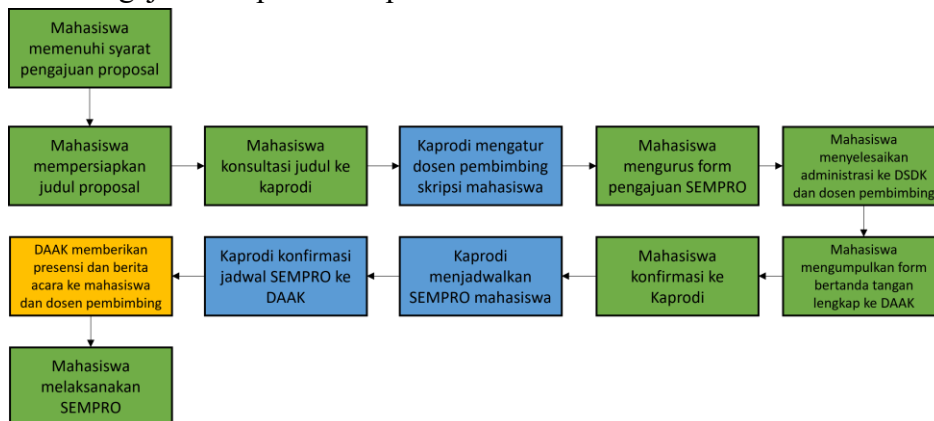 Mahasiswa
memenuhi syarat
pengajuan proposal
Mahasiswa
mempersiapkan
judul proposal
Mahasiswa
konsultasi judul ke
kaprodi
Kaprodi mengatur
dosen pembimbing
skripsi mahasiswa
Mahasiswa
mengurus form
pengajuan SEMPRO
Mahasiswa
menyelesaikan
administrasi ke DSDK
dan dosen pembimbing
Mahasiswa
mengumpulkan form
bertanda tangan
lengkap ke DAAK
Mahasiswa
konfirmasi ke
Kaprodi
Kaprodi
menjadwalkan
SEMPRO mahasiswa
Kaprodi konfirmasi
jadwal SEMPRO ke
DAAK
DAAK memberikan
presensi dan berita
acara ke mahasiswa
dan dosen pembimbing
Mahasiswa
melaksanakan
SEMPRO